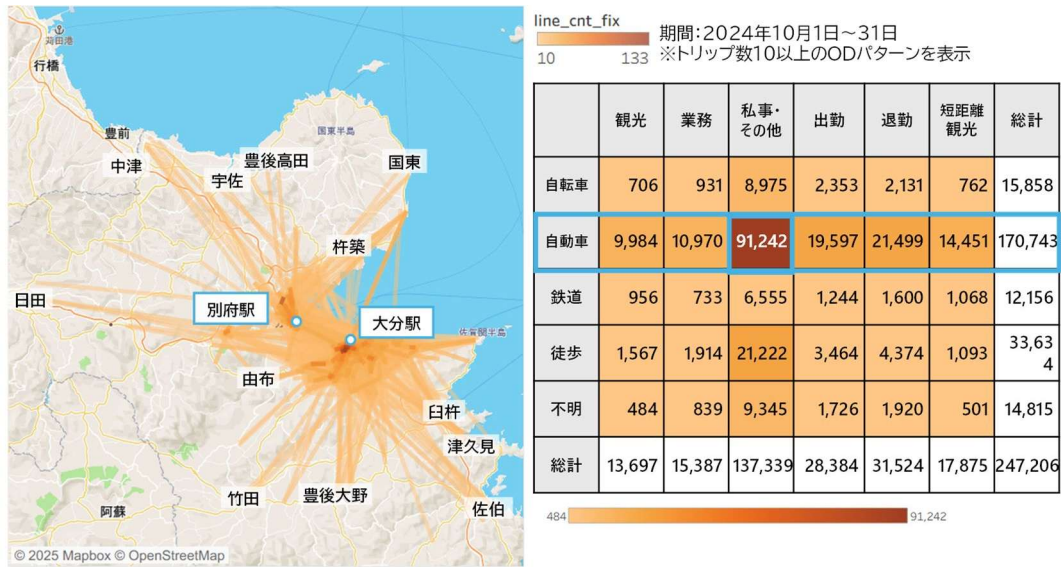 苅田港
行橋
豊前
中津
宇佐
豊後高田
国東半島
国東
杵築
日田
別府駅
大分駅
佐賀関半島
由布
臼杵
津久見
竹田
豊後大野
佐伯
阿蘇
© 2025 Mapbox © OpenStreetMap
line_cnt_fix
10 133
期間：2024年10月1日～31日
※トリップ数10以上のODパターンを表示
観光 業務 私事・その他 出勤 退勤 短距離観光 総計
自転車 706 931 8,975 2,353 2,131 762 15,858
自動車 9,984 10,970 91,242 19,597 21,499 14,451 170,743
鉄道 956 733 6,555 1,244 1,600 1,068 12,156
徒歩 1,567 1,914 21,222 3,464 4,374 1,093 33,634
不明 484 839 9,345 1,726 1,920 501 14,815
総計 13,697 15,387 137,339 28,384 31,524 17,875 247,206
484 91,242